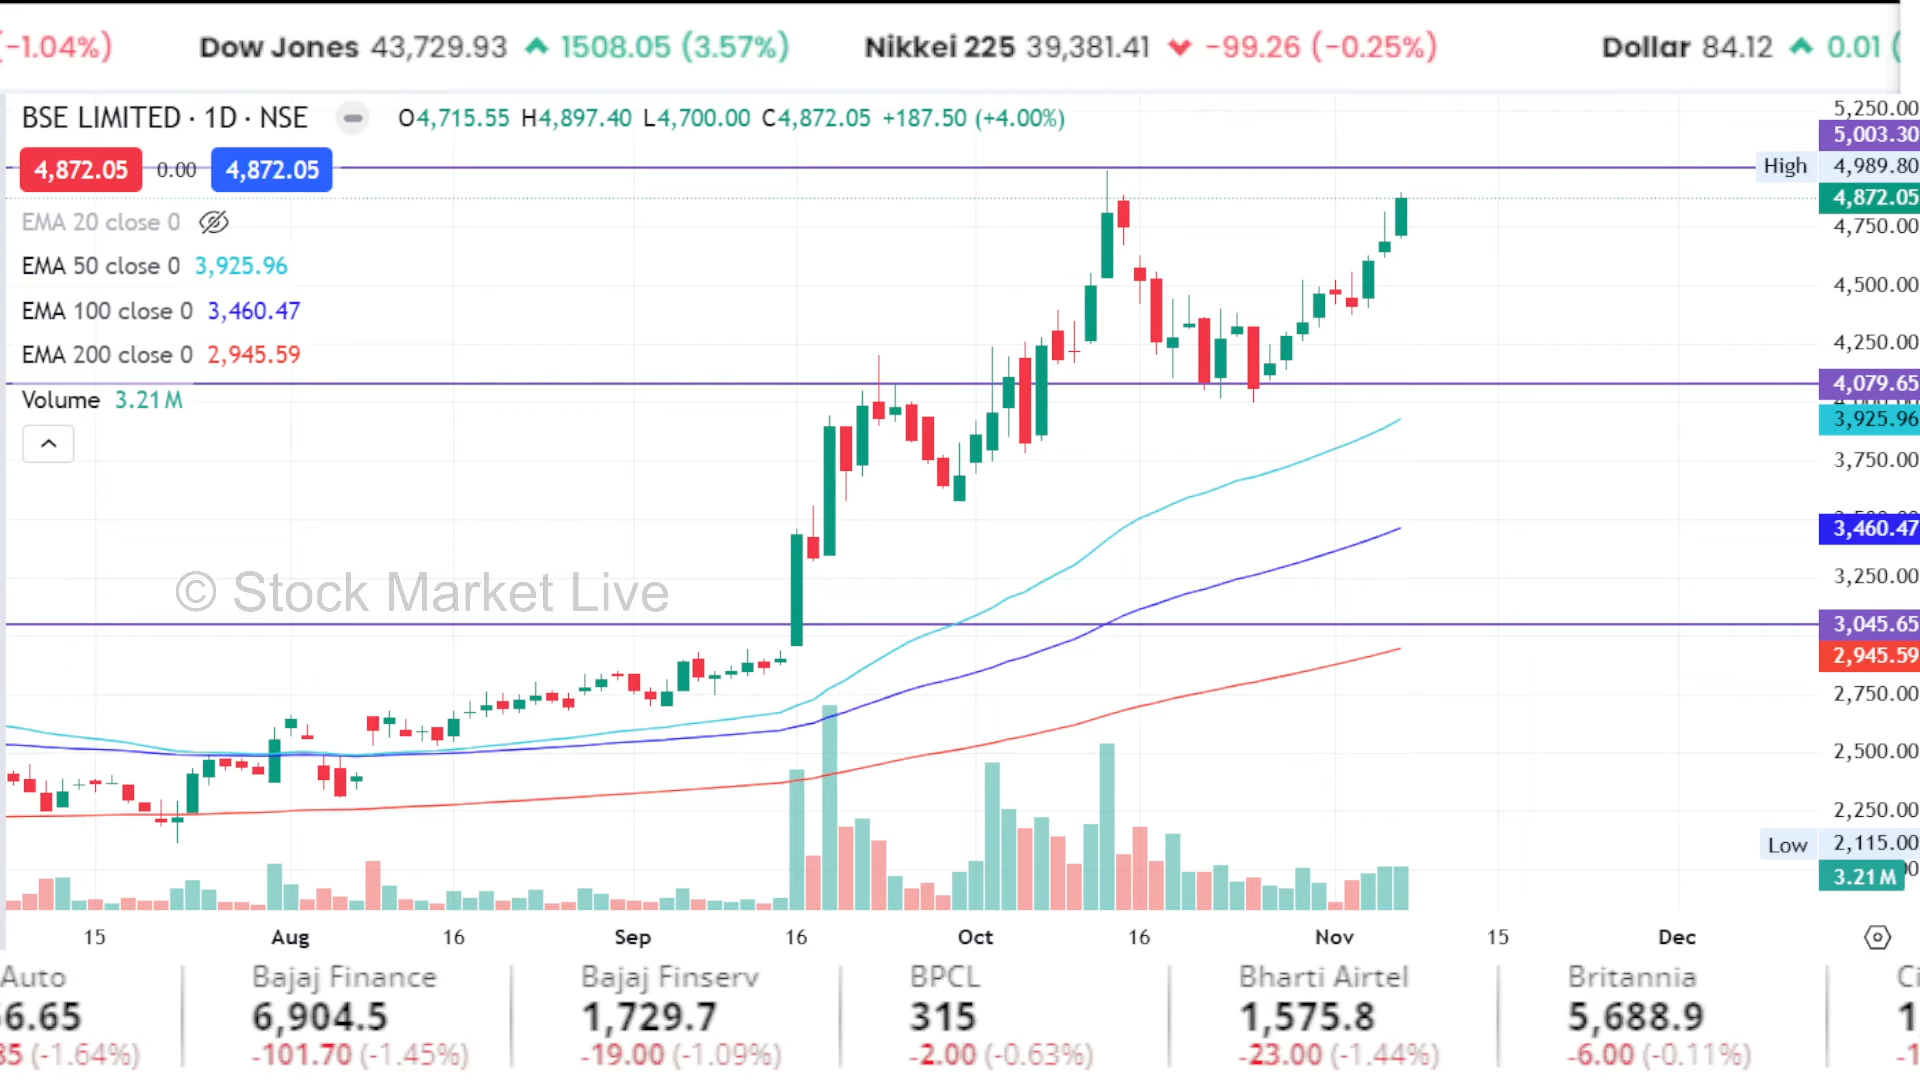 (-1.04%) Dow Jones 43,729.93 1508.05 (3.57%) Nikkei 225 39,381.41 -99.26 (-0.25%) Dollar 84.12 0.01 (
BSE LIMITED · 1D · NSE O4,715.55 H4,897.40 L4,700.00 C4,872.05 +187.50 (+4.00%)
4,872.05 0.00 4,872.05
EMA 20 close 0
EMA 50 close 0 3,925.96
EMA 100 close 0 3,460.47
EMA 200 close 0 2,945.59
Volume 3.21 M
© Stock Market Live
5,250.00
5,003.30
High 4,989.80
4,872.05
4,750.00
4,500.00
4,250.00
4,079.65
3,925.96
3,750.00
3,460.47
3,250.00
3,045.65
2,945.59
2,750.00
2,500.00
2,250.00
Low 2,115.00
3.21 M
15 Aug 16 Sep 16 Oct 16 Nov 15 Dec
Auto Bajaj Finance Bajaj Finserv BPCL Bharti Airtel Britannia Ci
6.65 6,904.5 1,729.7 315 1,575.8 5,688.9 1
35 (-1.64%) -101.70 (-1.45%) -19.00 (-1.09%) -2.00 (-0.63%) -23.00 (-1.44%) -6.00 (-0.11%) -1